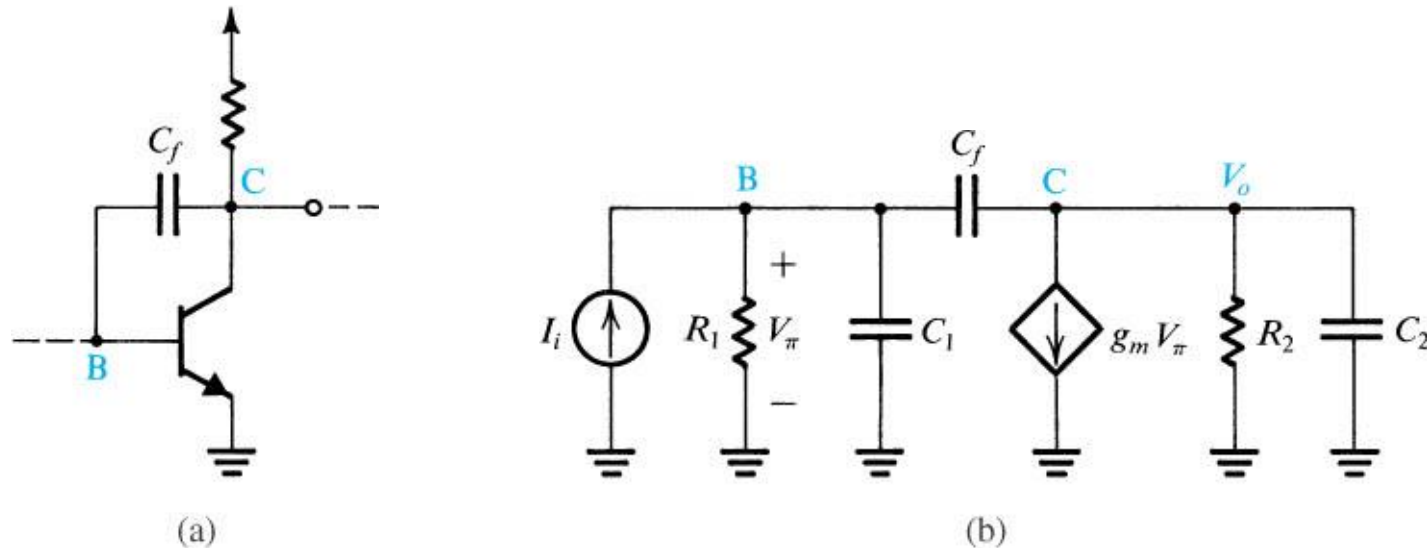 C_f
C
B
(a)
C_f
B
C
V_o
+
I_i
R_1
V_π
C_1
g_m V_π
R_2
C_2
−
(b)